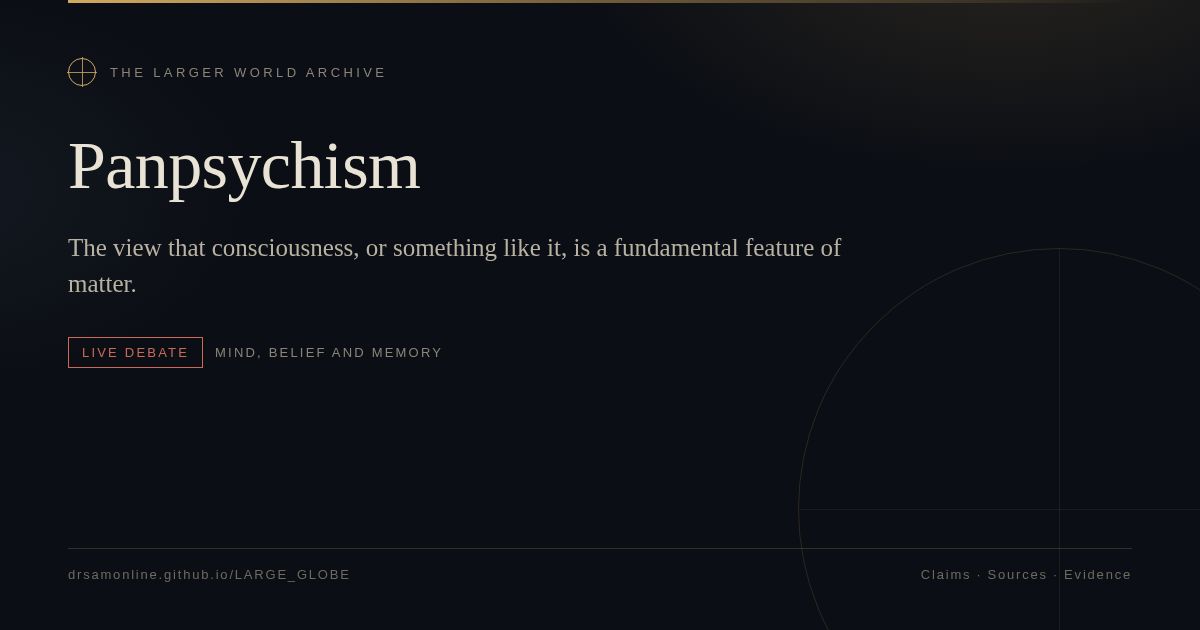 THE LARGER WORLD ARCHIVE
Panpsychism
The view that consciousness, or something like it, is a fundamental feature of
matter.
LIVE DEBATE MIND, BELIEF AND MEMORY
drsamonline.github.io/LARGE_GLOBE Claims · Sources · Evidence